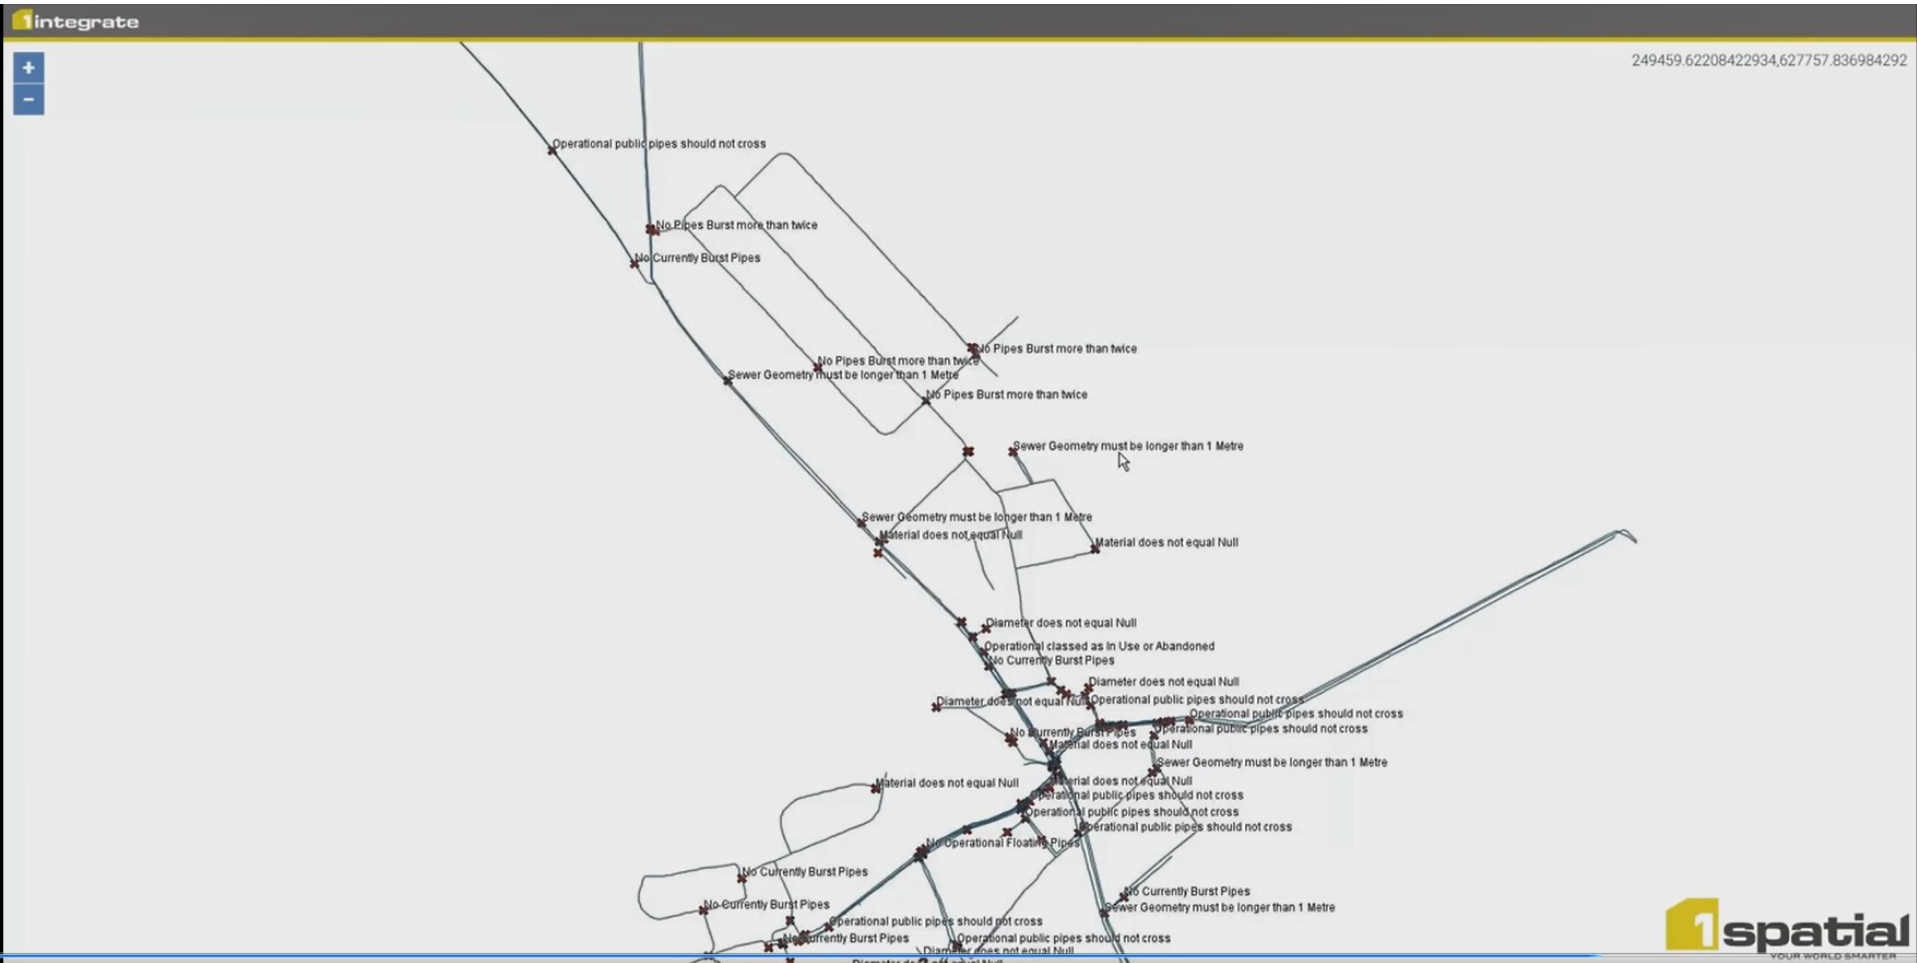 1integrate
+
249459.62208422934,627757.836984292
−
Operational public pipes should not cross
No Pipes Burst more than twice
No Currently Burst Pipes
No Pipes Burst more than twice
No Pipes Burst more than twice
Sewer Geometry must be longer than 1 Metre
No Pipes Burst more than twice
Sewer Geometry must be longer than 1 Metre
Sewer Geometry must be longer than 1 Metre
Material does not equal Null
Material does not equal Null
Diameter does not equal Null
Operational classed as In Use or Abandoned
No Currently Burst Pipes
Diameter does not equal Null
Operational public pipes should not cross
Diameter does not equal Null
Operational public pipes should not cross
Operational public pipes should not cross
No Currently Burst Pipes
Material does not equal Null
Sewer Geometry must be longer than 1 Metre
Material does not equal Null
Material does not equal Null
Operational public pipes should not cross
Operational public pipes should not cross
Operational public pipes should not cross
No Operational Floating Pipes
No Currently Burst Pipes
No Currently Burst Pipes
No Currently Burst Pipes
Sewer Geometry must be longer than 1 Metre
Operational public pipes should not cross
No Currently Burst Pipes
Operational public pipes should not cross
Diameter does not equal Null
Diameter does not equal Null
1spatial
YOUR WORLD SMARTER